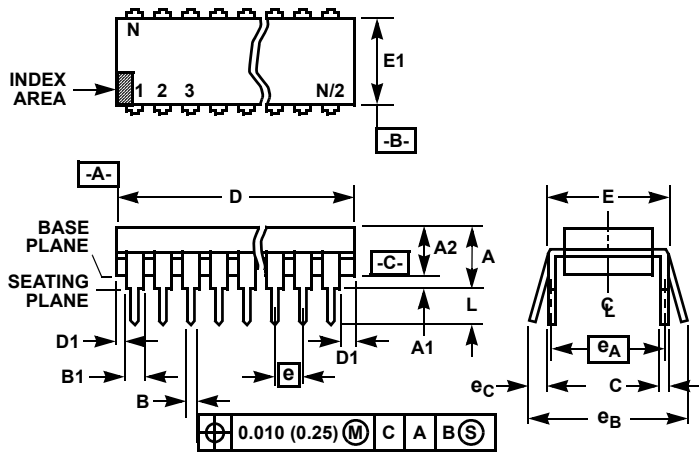 N
E1
INDEX
AREA
1 2 3 N/2
-B-
-A-
D
E
BASE
PLANE
A2
A
-C-
SEATING
PLANE
L
℄
D1
A1
D1
e
eA
B1
eC
C
B
eB
0.010 (0.25) Ⓜ C A B Ⓢ